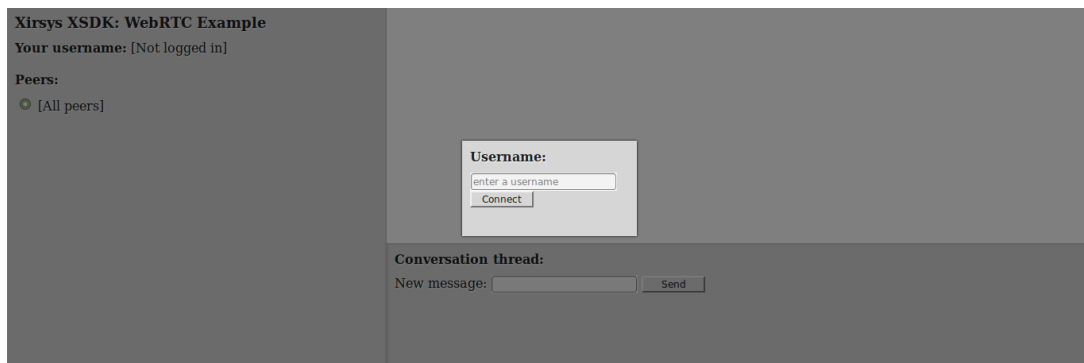 Xirsys XSDK: WebRTC Example
Your username: [Not logged in]
Peers:
[All peers]
Username:
enter a username
Connect
Conversation thread:
New message: Send